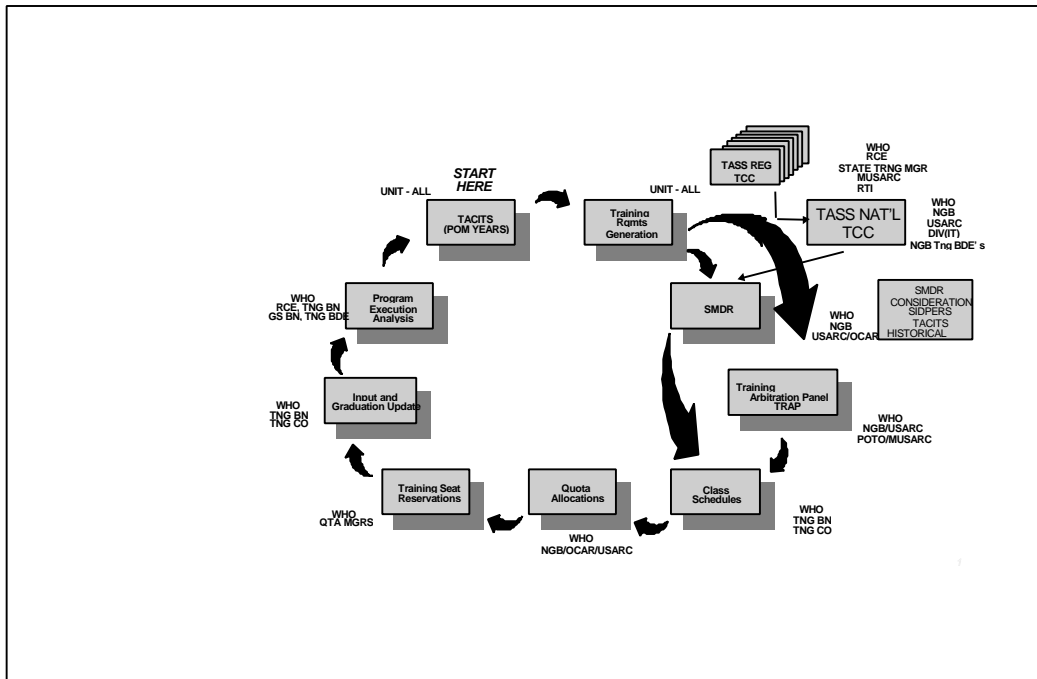 START
HERE
UNIT - ALL
TACITS
(POM YEARS)
UNIT - ALL
Training
Rqmts
Generation
TASS REG
TCC
WHO
RCE
STATE TRNG MGR
MUSARC
RTI
TASS NAT'L
TCC
WHO
NGB
USARC
DIV(IT)
NGB Tng BDE' s
SMDR
WHO
NGB
USARC/OCAR
SMDR
CONSIDERATION
SIDPERS
TACITS
HISTORICAL
Training
Arbitration Panel
TRAP
WHO
NGB/USARC
POTO/MUSARC
Class
Schedules
WHO
TNG BN
TNG CO
Quota
Allocations
WHO
NGB/OCAR/USARC
Training Seat
Reservations
WHO
QTA MGRS
Input and
Graduation Update
WHO
TNG BN
TNG CO
Program
Execution
Analysis
WHO
RCE, TNG BN
GS BN, TNG BDE